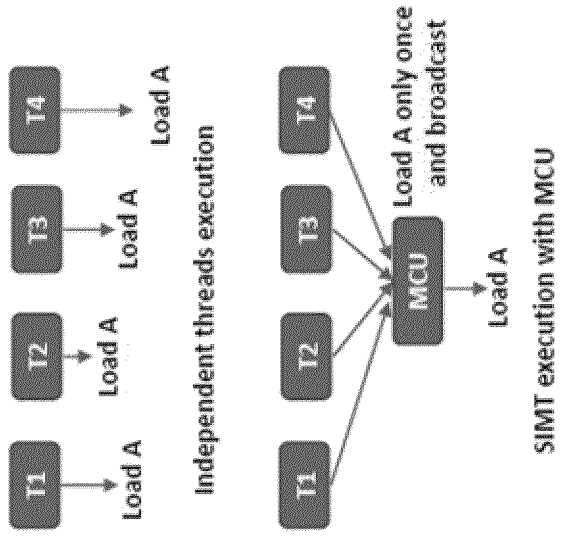 T1 T2 T3 T4
Load A Load A Load A Load A
Independent threads execution
T1 T2 T3 T4
MCU
Load A only once
and broadcast
Load A
SIMT execution with MCU